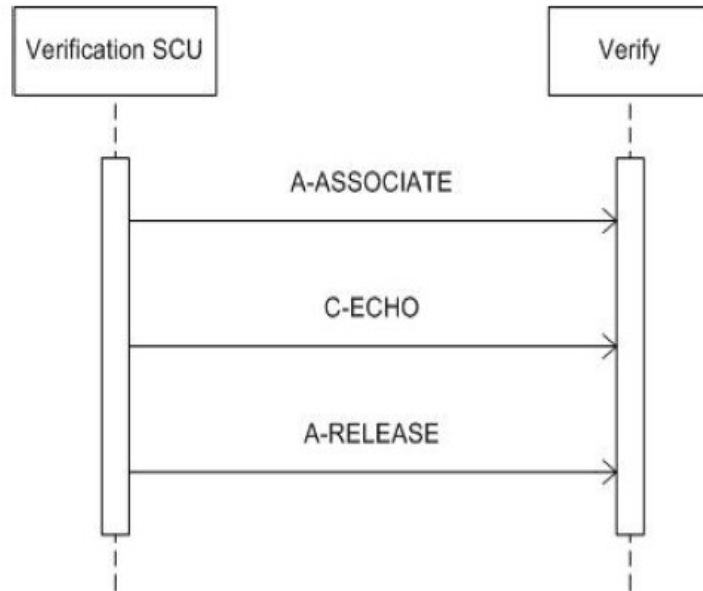 Verification SCU
Verify
A-ASSOCIATE
C-ECHO
A-RELEASE